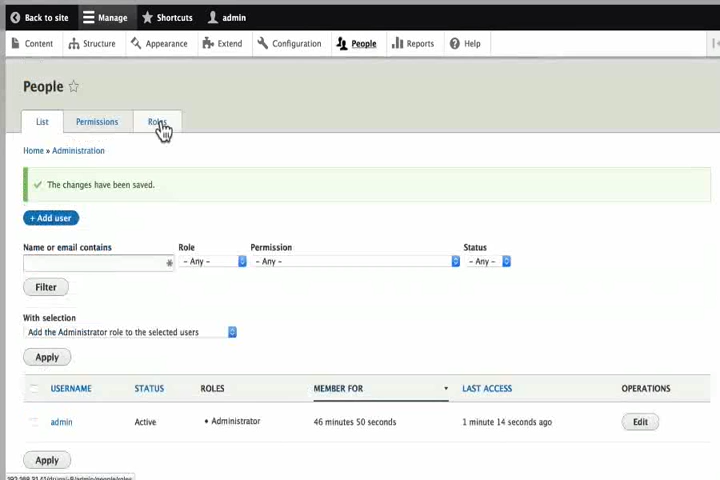 Back to site Manage Shortcuts admin
Content Structure Appearance Extend Configuration People Reports Help
People
List Permissions Roles
Home » Administration
The changes have been saved.
+ Add user
Name or email contains Role Permission Status
- Any - - Any - - Any -
Filter
With selection
Add the Administrator role to the selected users
Apply
USERNAME STATUS ROLES MEMBER FOR LAST ACCESS OPERATIONS
admin Active • Administrator 46 minutes 50 seconds 1 minute 14 seconds ago Edit
Apply